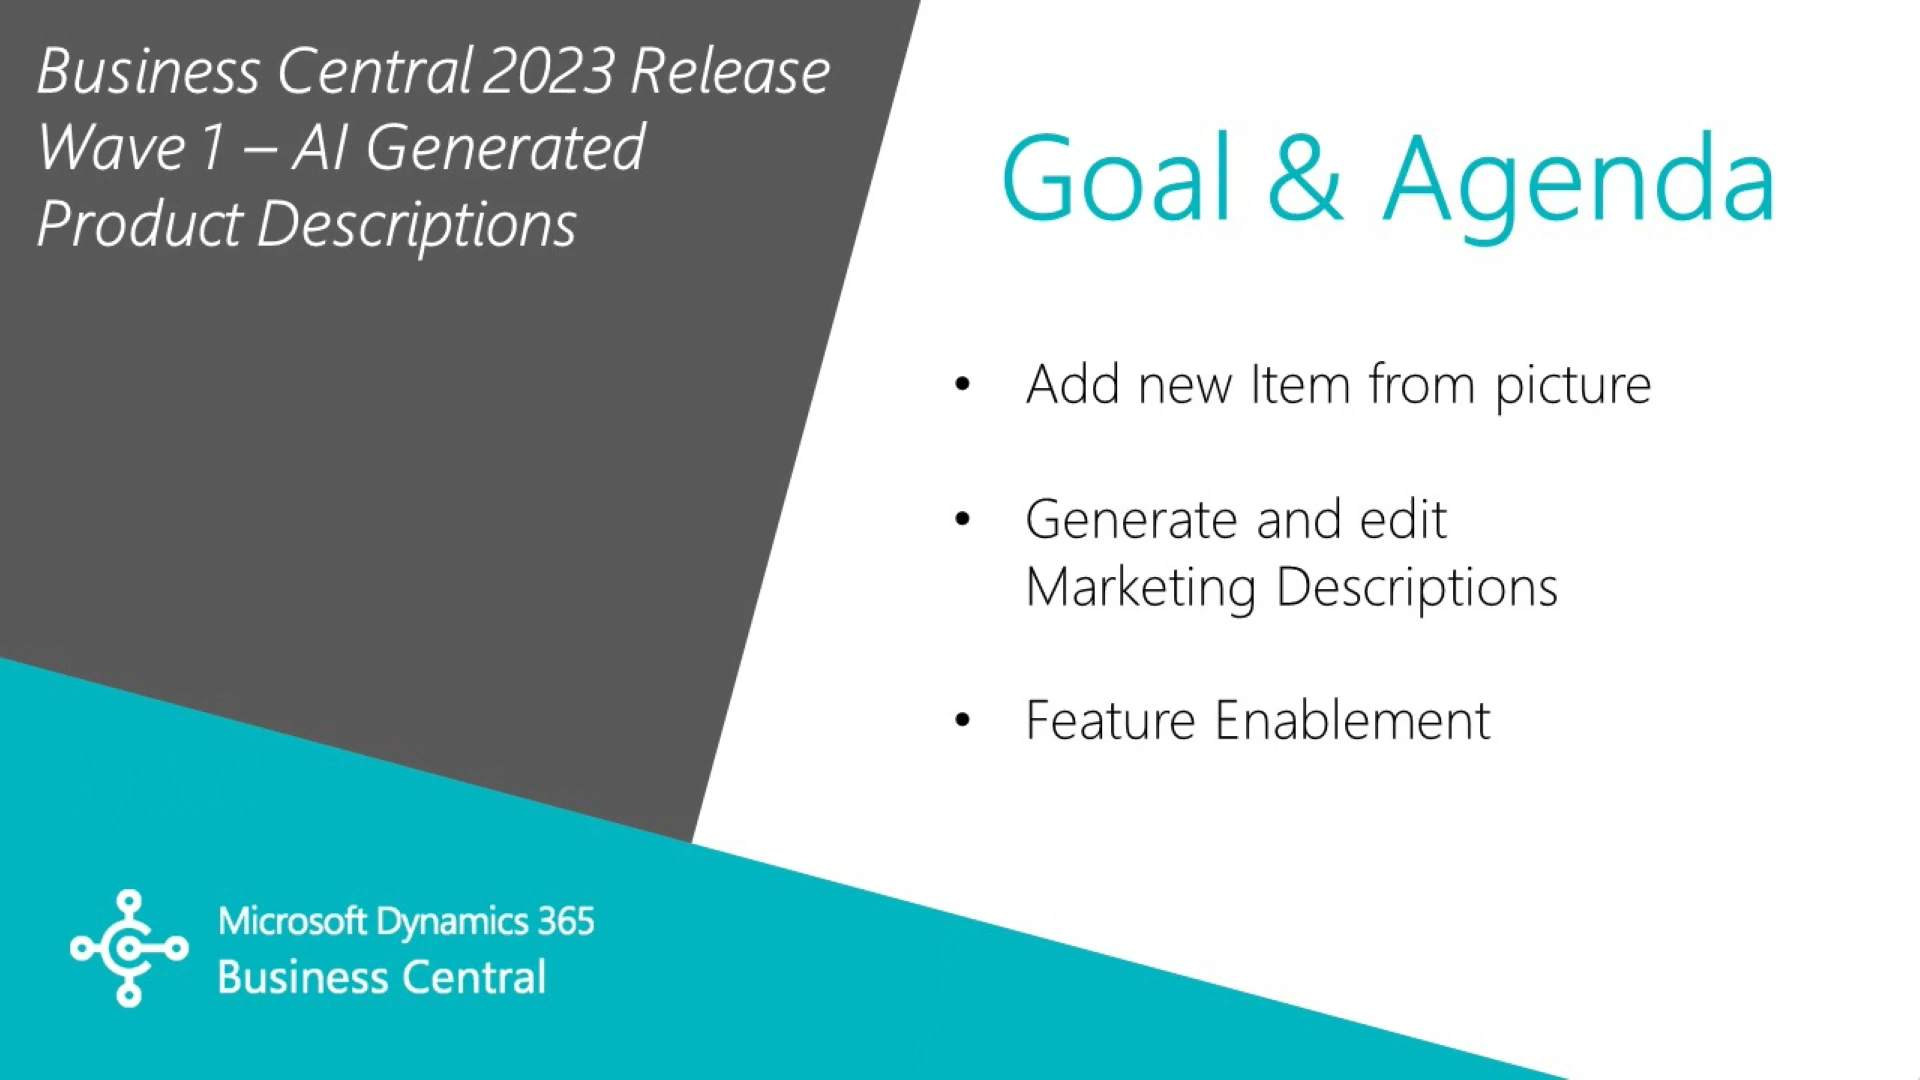 Business Central 2023 Release
Wave 1 – AI Generated
Product Descriptions
Goal & Agenda
• Add new Item from picture
• Generate and edit
Marketing Descriptions
• Feature Enablement
Microsoft Dynamics 365
Business Central